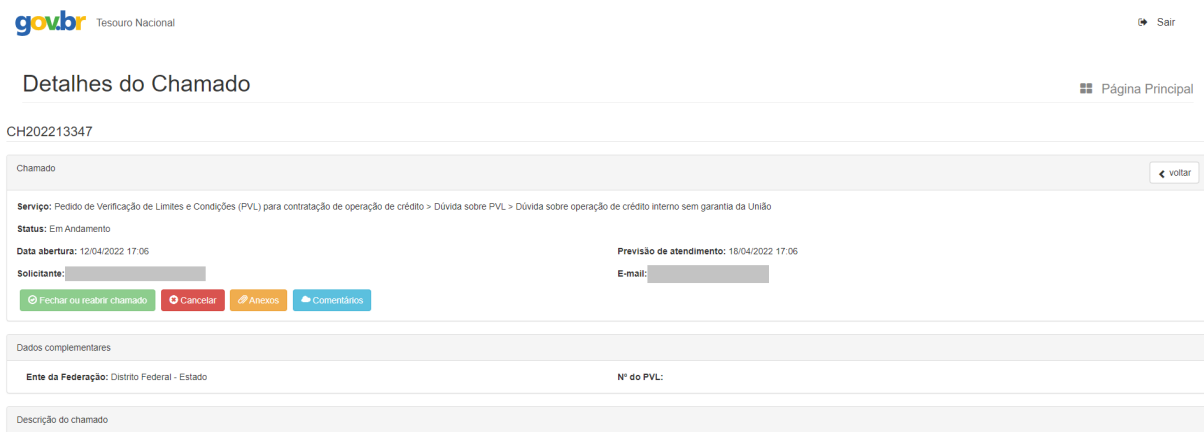 gov.br Tesouro Nacional Sair
Detalhes do Chamado Página Principal
CH202213347
Chamado voltar
Serviço: Pedido de Verificação de Limites e Condições (PVL) para contratação de operação de crédito > Dúvida sobre PVL > Dúvida sobre operação de crédito interno sem garantia da União
Status: Em Andamento
Data abertura: 12/04/2022 17:06 Previsão de atendimento: 18/04/2022 17:06
Solicitante: E-mail:
Fechar ou reabrir chamado Cancelar Anexos Comentários
Dados complementares
Ente da Federação: Distrito Federal - Estado Nº do PVL:
Descrição do chamado